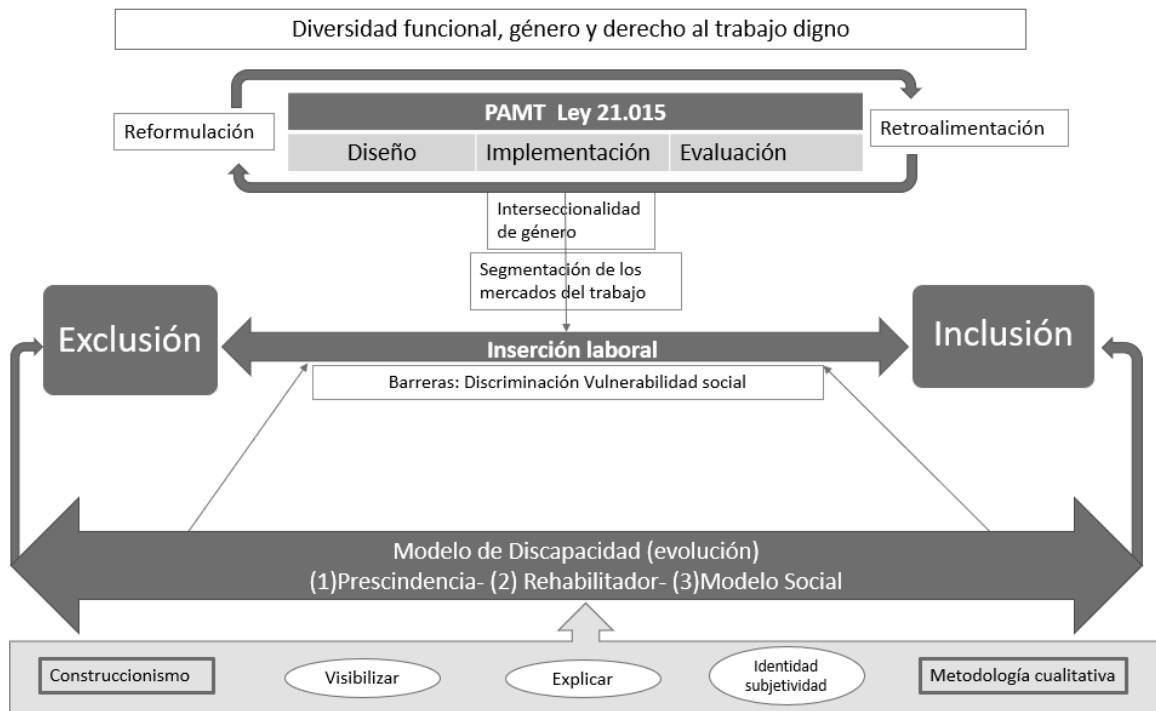 Diversidad funcional, género y derecho al trabajo digno
Reformulación
PAMT Ley 21.015
Diseño
Implementación
Evaluación
Retroalimentación
Interseccionalidad
de género
Segmentación de los
mercados del trabajo
Exclusión
Inserción laboral
Inclusión
Barreras: Discriminación Vulnerabilidad social
Modelo de Discapacidad (evolución)
(1)Prescindencia- (2) Rehabilitador- (3)Modelo Social
Construccionismo
Visibilizar
Explicar
Identidad
subjetividad
Metodología cualitativa